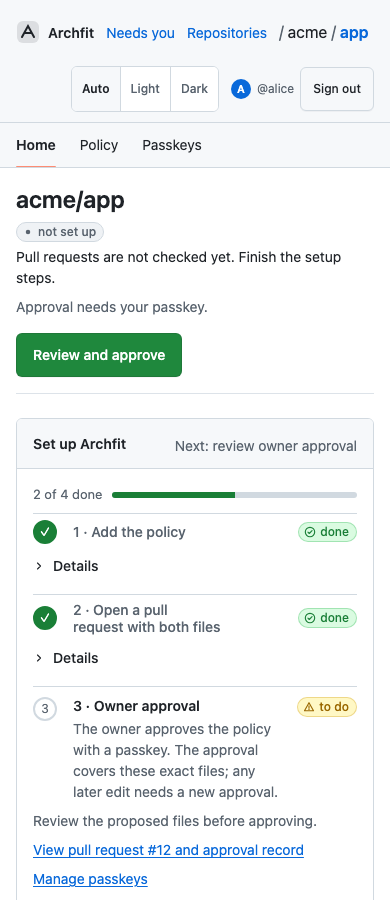 Archfit Needs you Repositories / acme / app
Auto Light Dark A @alice Sign out
Home Policy Passkeys
acme/app
• not set up
Pull requests are not checked yet. Finish the setup
steps.
Approval needs your passkey.
Review and approve
Set up Archfit Next: review owner approval
2 of 4 done
1 · Add the policy done
Details
2 · Open a pull
request with both files done
Details
3 3 · Owner approval to do
The owner approves the policy
with a passkey. The approval
covers these exact files; any
later edit needs a new approval.
Review the proposed files before approving.
View pull request #12 and approval record
Manage passkeys